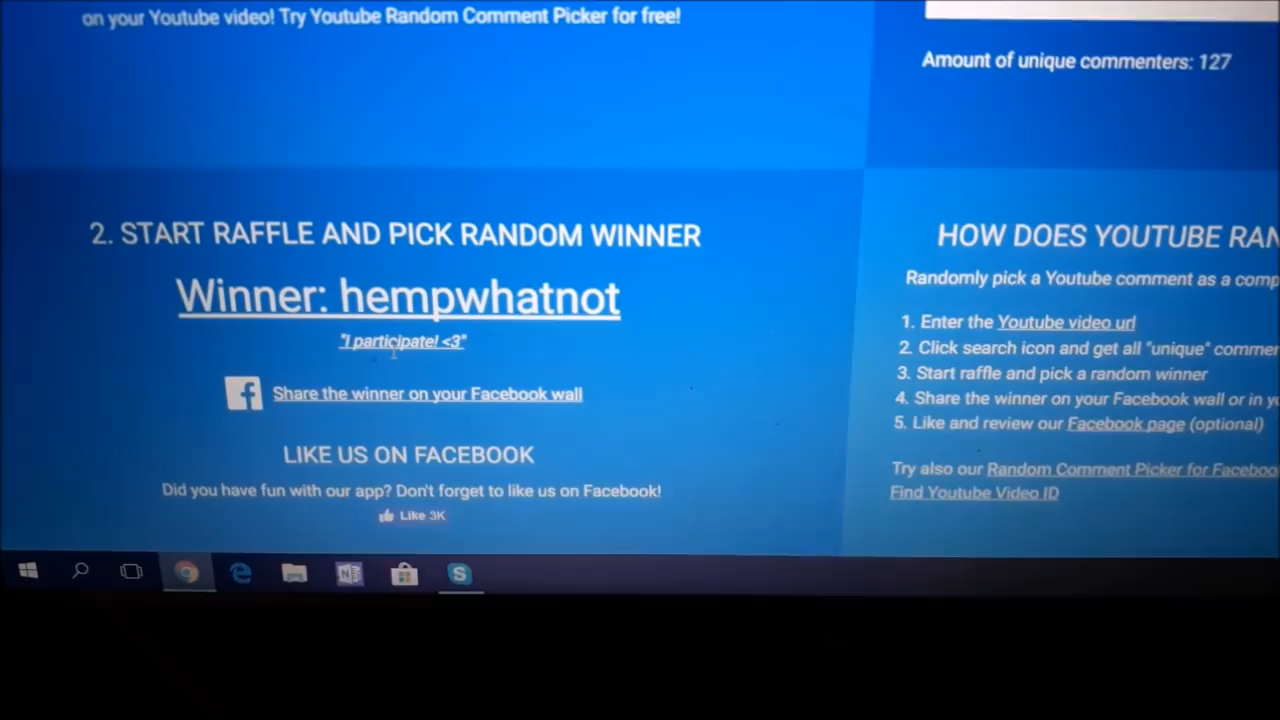 on your Youtube video! Try Youtube Random Comment Picker for free!
Amount of unique commenters: 127
2. START RAFFLE AND PICK RANDOM WINNER
Winner: hempwhatnot
"I participate! <3"
Share the winner on your Facebook wall
LIKE US ON FACEBOOK
Did you have fun with our app? Don't forget to like us on Facebook!
Like 3K
HOW DOES YOUTUBE RAN
Randomly pick a Youtube comment as a comp
1. Enter the Youtube video url
2. Click search icon and get all "unique" commen
3. Start raffle and pick a random winner
4. Share the winner on your Facebook wall or in yo
5. Like and review our Facebook page (optional)
Try also our Random Comment Picker for Faceboo
Find Youtube Video ID